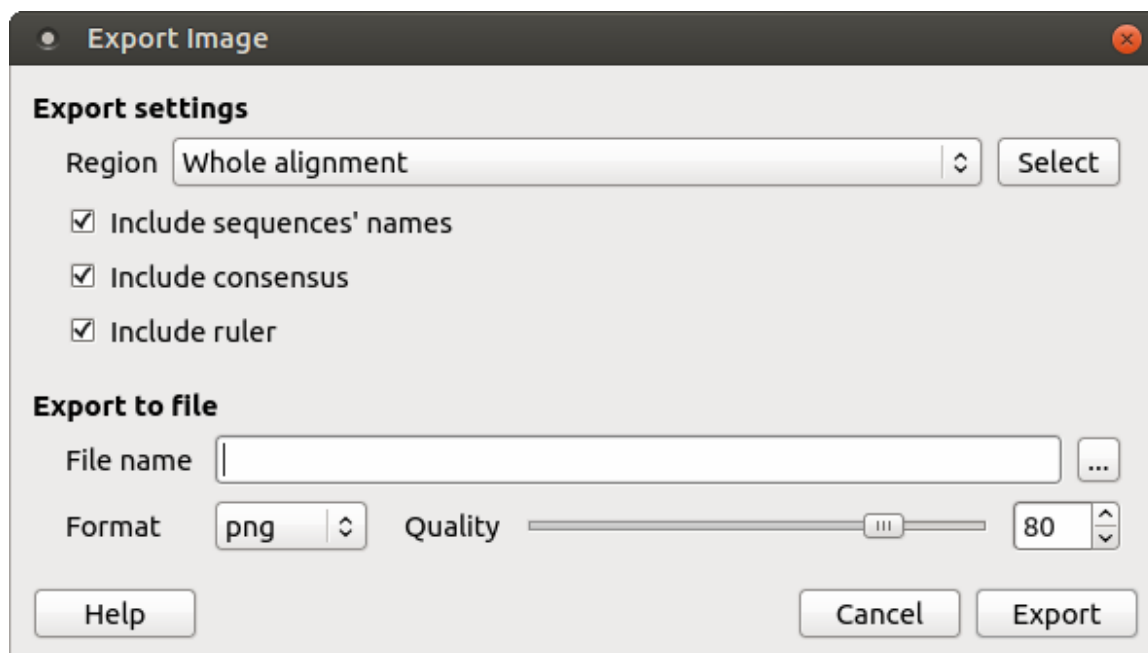 Export Image
Export settings
Region Whole alignment Select
Include sequences' names
Include consensus
Include ruler
Export to file
File name ...
Format png Quality 80
Help Cancel Export